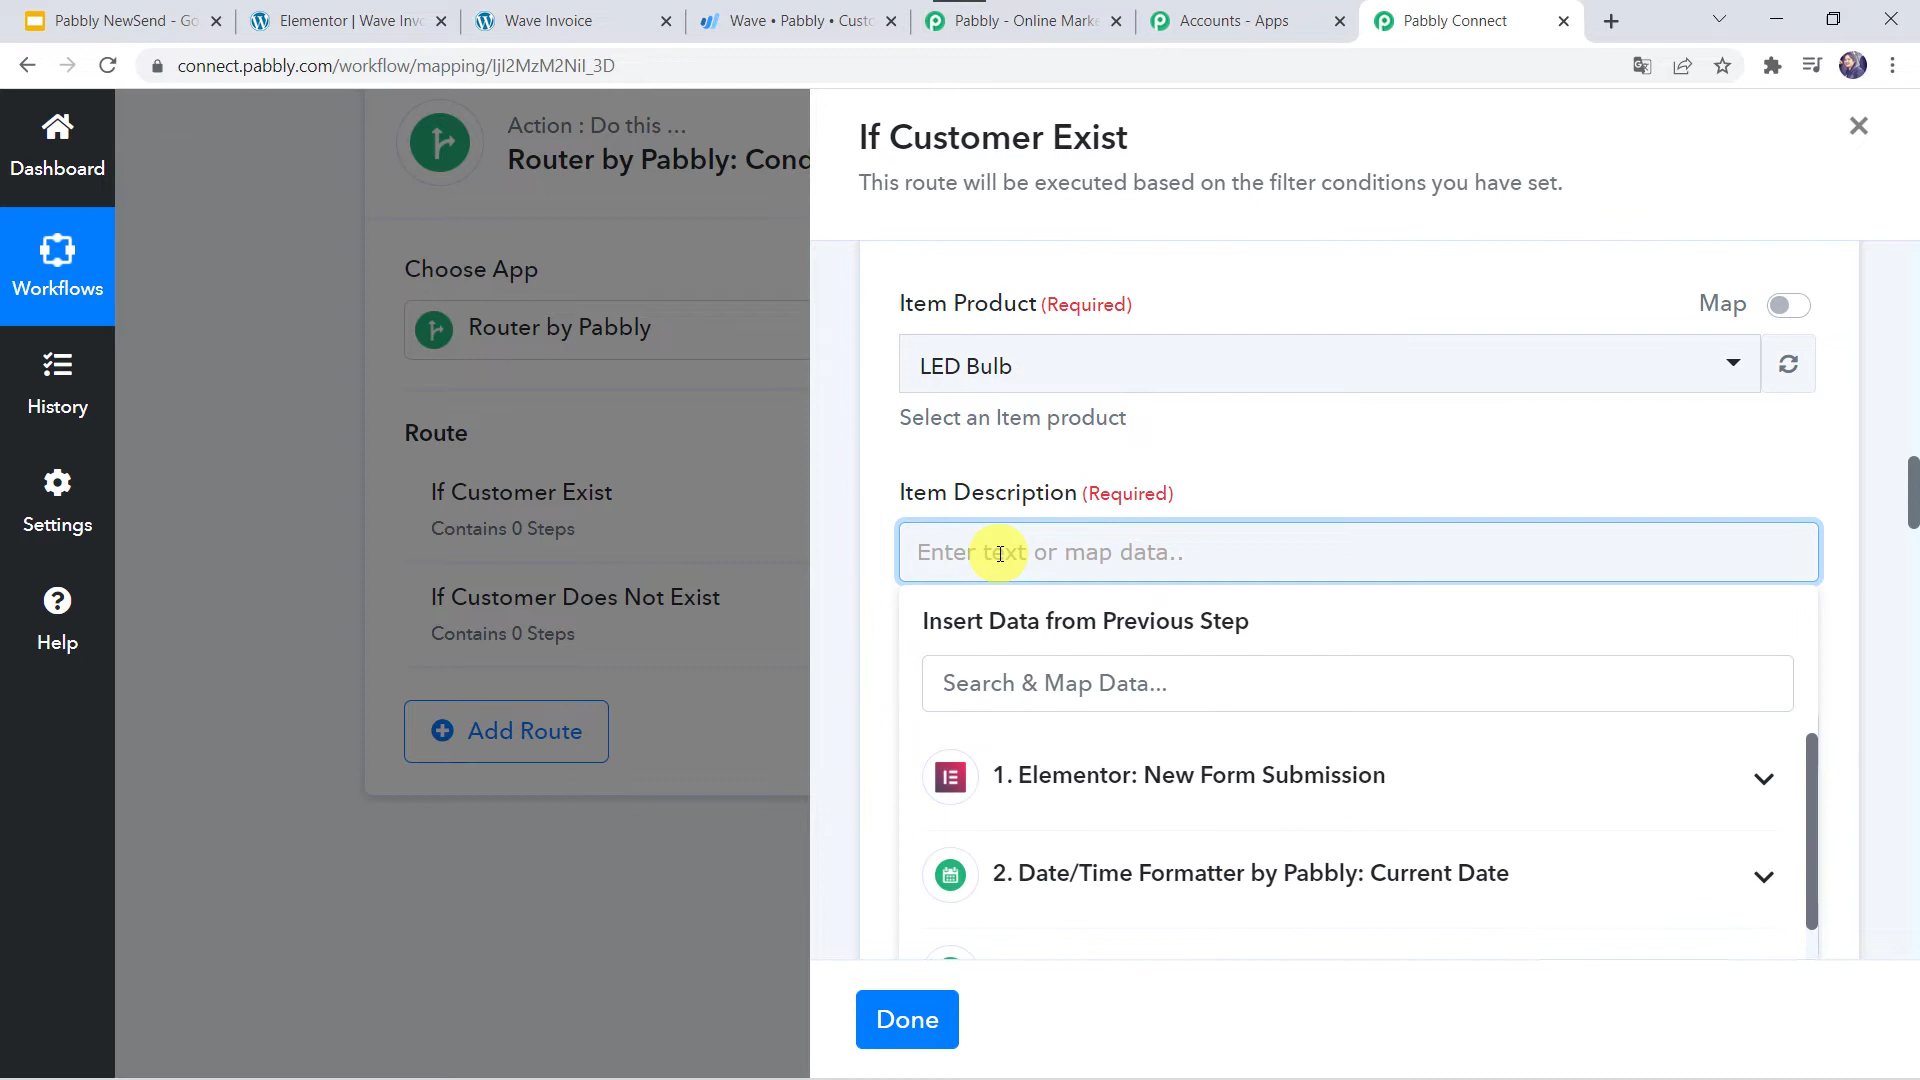 Pabbly NewSend - Go
Elementor | Wave Invo
Wave Invoice
Wave • Pabbly • Custo
Pabbly - Online Marke
Accounts - Apps
Pabbly Connect
connect.pabbly.com/workflow/mapping/IjI2MzM2NiI_3D
Dashboard
Workflows
History
Settings
Help
Action : Do this ...
Router by Pabbly: Cond
Choose App
Router by Pabbly
Route
If Customer Exist
Contains 0 Steps
If Customer Does Not Exist
Contains 0 Steps
Add Route
If Customer Exist
This route will be executed based on the filter conditions you have set.
Item Product (Required)
Map
LED Bulb
Select an Item product
Item Description (Required)
Enter text or map data..
Insert Data from Previous Step
Search & Map Data...
1. Elementor: New Form Submission
2. Date/Time Formatter by Pabbly: Current Date
Done